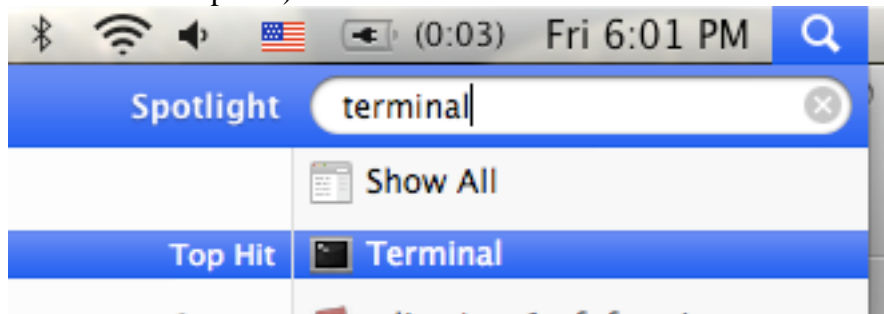 (0:03) Fri 6:01 PM
Spotlight terminal
Show All
Top Hit Terminal